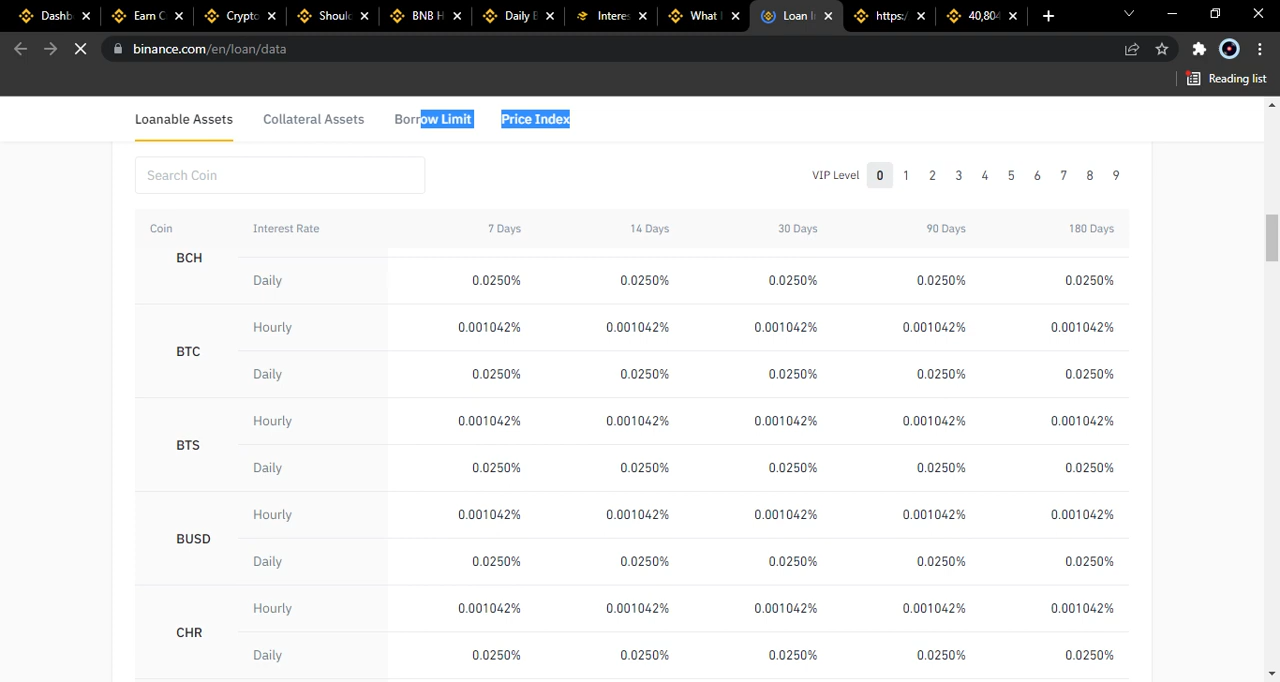 Dashb Earn C Crypto Shoul BNB H Daily E Interes What Loan I https:/ 40,804
binance.com/en/loan/data
Reading list
Loanable Assets Collateral Assets Borrow Limit Price Index
Search Coin VIP Level 0 1 2 3 4 5 6 7 8 9
Coin Interest Rate 7 Days 14 Days 30 Days 90 Days 180 Days
BCH
Daily 0.0250% 0.0250% 0.0250% 0.0250% 0.0250%
Hourly 0.001042% 0.001042% 0.001042% 0.001042% 0.001042%
BTC
Daily 0.0250% 0.0250% 0.0250% 0.0250% 0.0250%
Hourly 0.001042% 0.001042% 0.001042% 0.001042% 0.001042%
BTS
Daily 0.0250% 0.0250% 0.0250% 0.0250% 0.0250%
Hourly 0.001042% 0.001042% 0.001042% 0.001042% 0.001042%
BUSD
Daily 0.0250% 0.0250% 0.0250% 0.0250% 0.0250%
Hourly 0.001042% 0.001042% 0.001042% 0.001042% 0.001042%
CHR
Daily 0.0250% 0.0250% 0.0250% 0.0250% 0.0250%